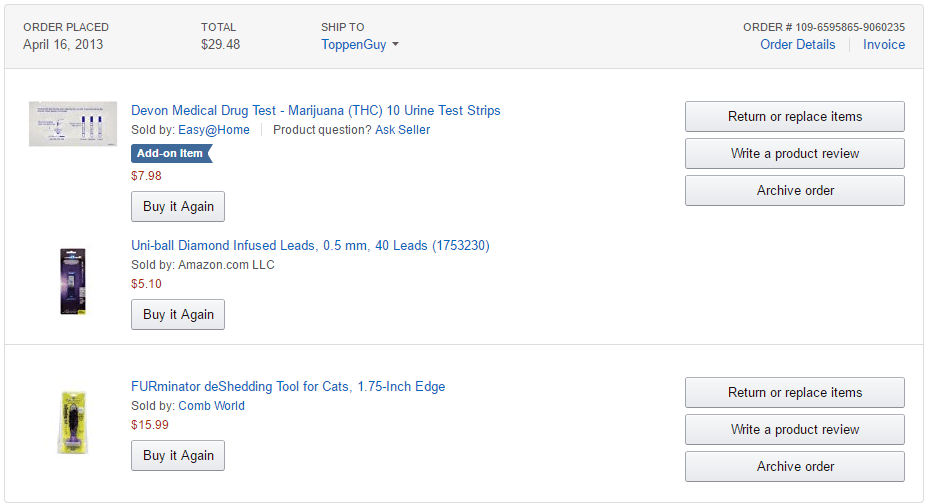 ORDER PLACED
April 16, 2013
TOTAL
$29.48
SHIP TO
ToppenGuy
ORDER # 109-6595865-9060235
Order Details Invoice
Devon Medical Drug Test - Marijuana (THC) 10 Urine Test Strips
Sold by: Easy@Home Product question? Ask Seller
Add-on Item
$7.98
Buy it Again
Return or replace items
Write a product review
Archive order
Uni-ball Diamond Infused Leads, 0.5 mm, 40 Leads (1753230)
Sold by: Amazon.com LLC
$5.10
Buy it Again
FURminator deShedding Tool for Cats, 1.75-Inch Edge
Sold by: Comb World
$15.99
Buy it Again
Return or replace items
Write a product review
Archive order